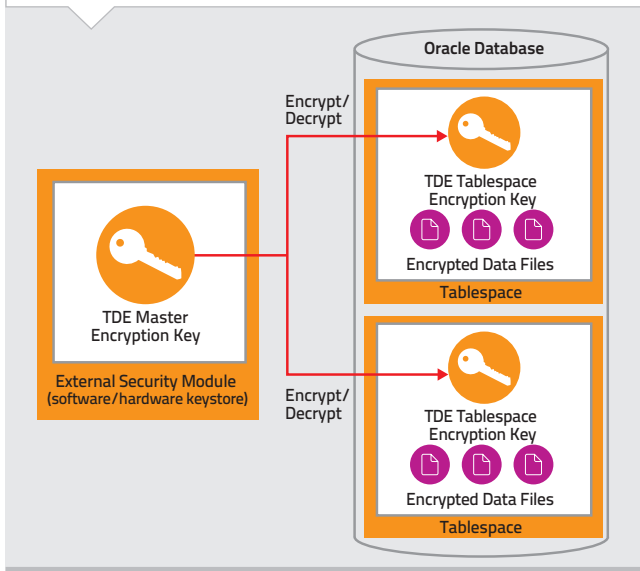 Oracle Database
Encrypt/
Decrypt
TDE Tablespace
Encryption Key
Encrypted Data Files
Tablespace
TDE Master
Encryption Key
External Security Module
(software/hardware keystore)
Encrypt/
Decrypt
TDE Tablespace
Encryption Key
Encrypted Data Files
Tablespace